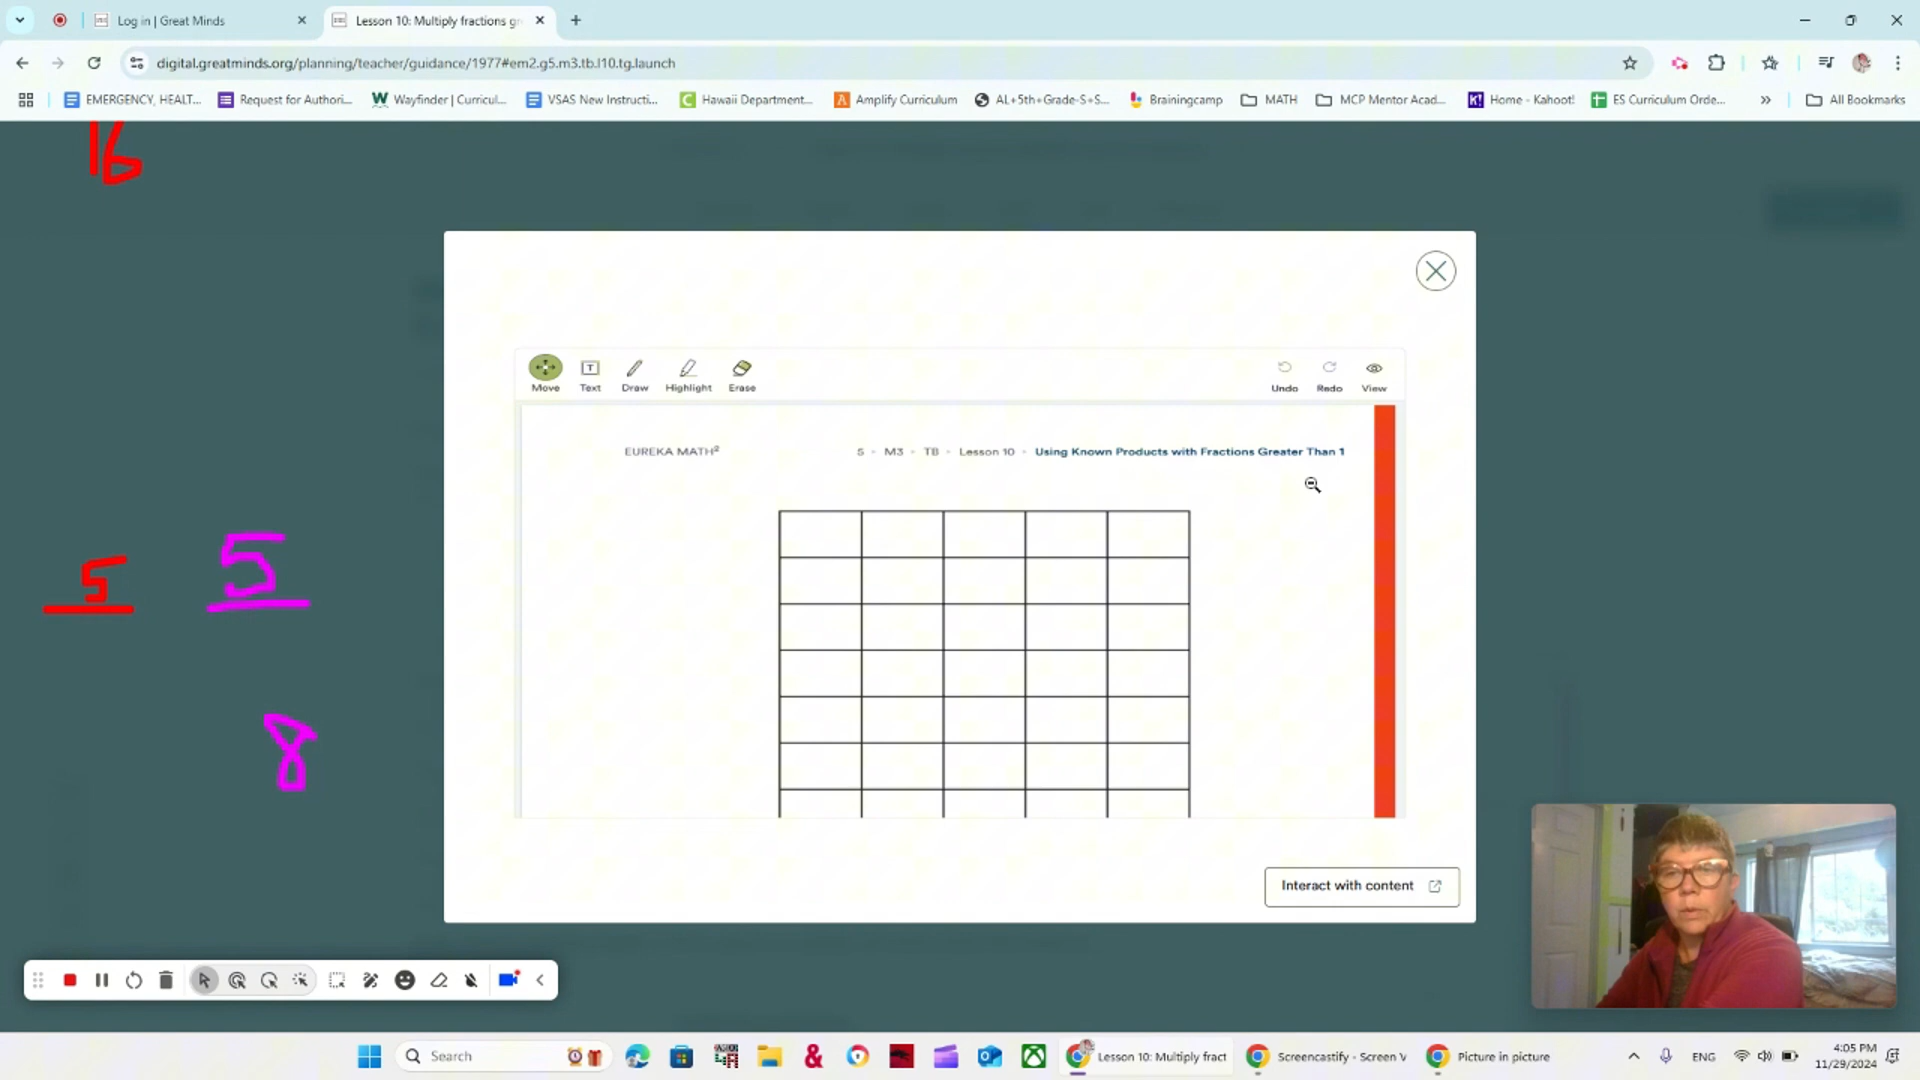 Log in | Great Minds
Lesson 10: Multiply fractions gr
digital.greatminds.org/planning/teacher/guidance/1977#em2.g5.m3.tb.l10.tg.launch
EMERGENCY, HEALT... Request for Authori... Wayfinder | Curricul... VSAS New Instructi... Hawaii Department... Amplify Curriculum AL+5th+Grade-S+S... Brainingcamp MATH MCP Mentor Acad... K! Home - Kahoot! ES Curriculum Orde... » All Bookmarks
16
Move Text Draw Highlight Erase Undo Redo View
EUREKA MATH² 5 ▸ M3 ▸ TB ▸ Lesson 10 ▸ Using Known Products with Fractions Greater Than 1
5 5
8
Interact with content
Search
Lesson 10: Multiply fract
Screencastify - Screen V
Picture in picture
ENG
4:05 PM
11/29/2024